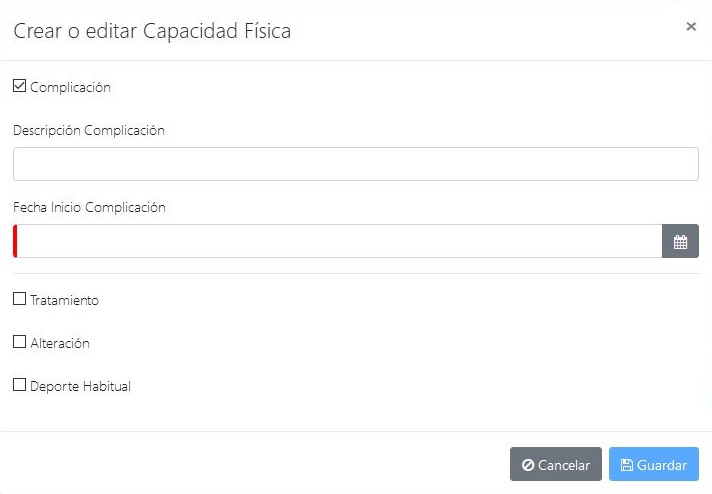 Crear o editar Capacidad Física
×
Complicación
Descripción Complicación
Fecha Inicio Complicación
Tratamiento
Alteración
Deporte Habitual
Cancelar
Guardar